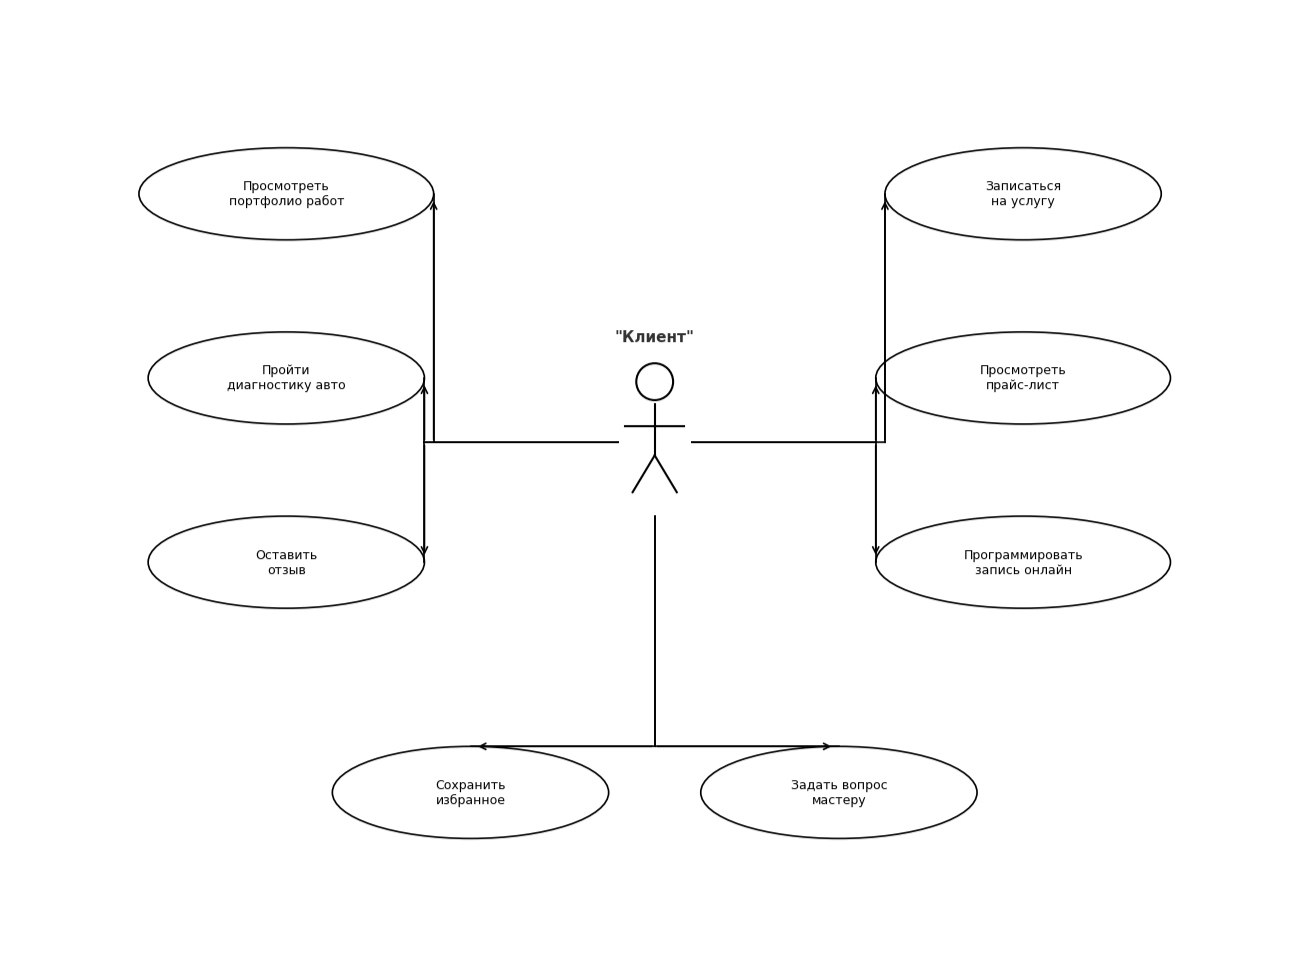 Просмотреть
портфолио работ
Записаться
на услугу
"Клиент"
Пройти
диагностику авто
Просмотреть
прайс-лист
Оставить
отзыв
Программировать
запись онлайн
Сохранить
избранное
Задать вопрос
мастеру